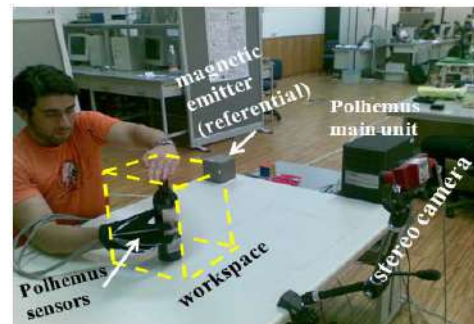 magnetic
emitter
(referential)
Polhemus
main unit
stereo camera
Polhemus
sensors
workspace